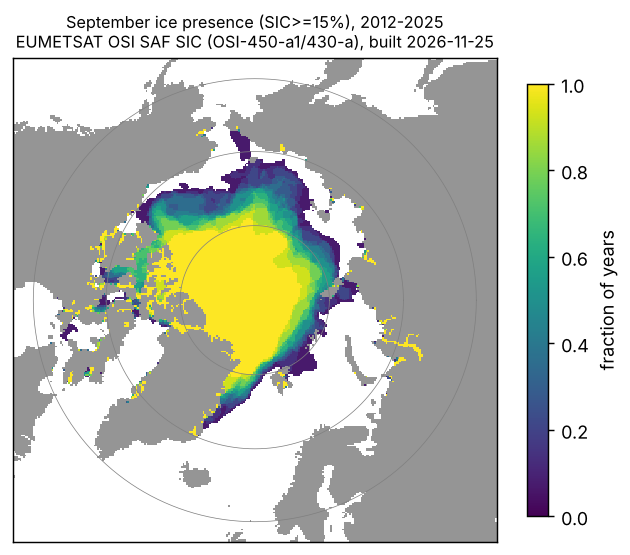 September ice presence (SIC>=15%), 2012-2025
EUMETSAT OSI SAF SIC (OSI-450-a1/430-a), built 2026-11-25
1.0
0.8
0.6
0.4
0.2
0.0
fraction of years